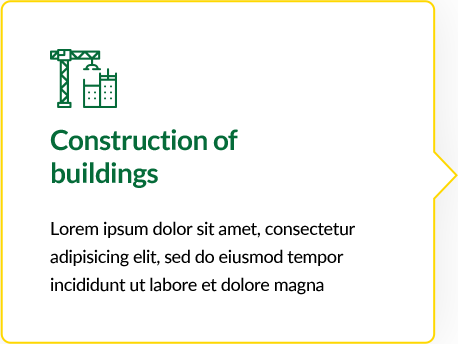 Construction of
buildings
Lorem ipsum dolor sit amet, consectetur
adipisicing elit, sed do eiusmod tempor
incididunt ut labore et dolore magna